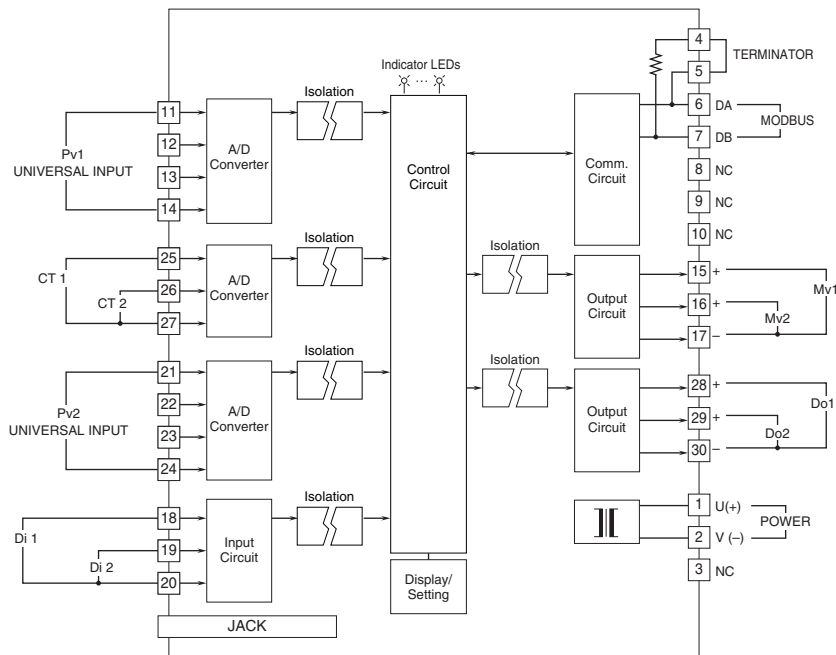 4
TERMINATOR
Indicator LEDs
5
Isolation
11
6
DA
MODBUS
12
A/D
Converter
7
DB
Pv1
UNIVERSAL INPUT
Control
Circuit
Comm.
Circuit
13
8
NC
14
9
NC
Isolation
10
NC
25
Isolation
15
+
CT 1
26
A/D
Converter
Mv1
CT 2
Output
Circuit
16
+
27
Mv2
17
–
Isolation
Isolation
21
28
+
Pv2
UNIVERSAL INPUT
22
A/D
Converter
Do1
Output
Circuit
29
+
23
Do2
24
30
–
Isolation
18
1
U(+)
POWER
Di 1
19
Input
Circuit
2
V (–)
Di 2
20
3
NC
Display/
Setting
JACK